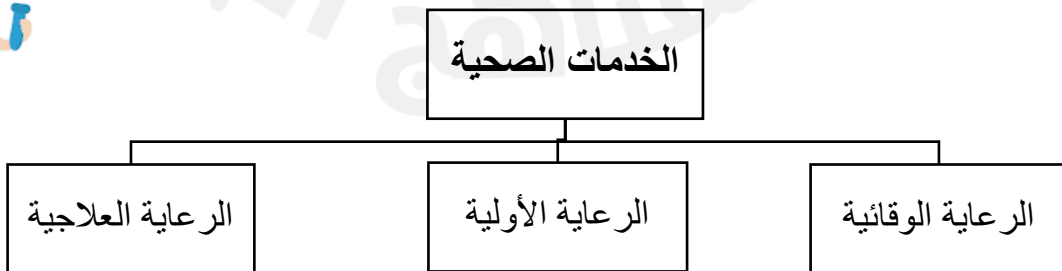 الخدمات الصحية
الرعاية الوقائية
الرعاية الأولية
الرعاية العلاجية